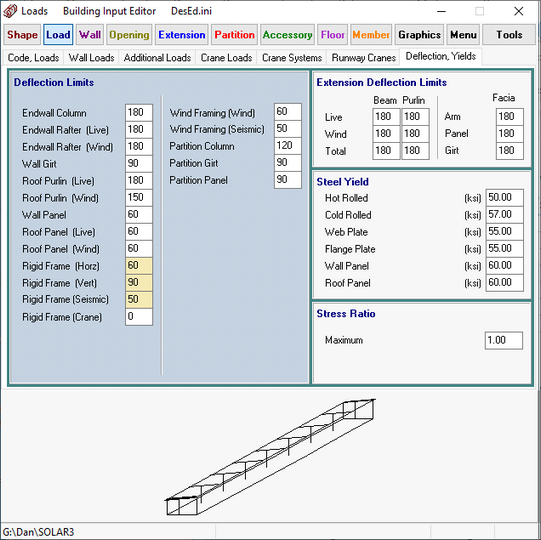 Loads Building Input Editor DesEd.ini
Shape Load Wall Opening Extension Partition Accessory Floor Member Graphics Menu Tools
Code, Loads Wall Loads Additional Loads Crane Loads Crane Systems Runway Cranes Deflection, Yields
Deflection Limits
Endwall Column 180
Endwall Rafter (Live) 180
Endwall Rafter (Wind) 180
Wall Girt 90
Roof Purlin (Live) 180
Roof Purlin (Wind) 150
Wall Panel 60
Roof Panel (Live) 60
Roof Panel (Wind) 60
Rigid Frame (Horz) 60
Rigid Frame (Vert) 90
Rigid Frame (Seismic) 50
Rigid Frame (Crane) 0
Wind Framing (Wind) 60
Wind Framing (Seismic) 50
Partition Column 120
Partition Girt 90
Partition Panel 90
Extension Deflection Limits
Beam Purlin Facia
Live 180 180 Arm 180
Wind 180 180 Panel 180
Total 180 180 Girt 180
Steel Yield
Hot Rolled (ksi) 50.00
Cold Rolled (ksi) 57.00
Web Plate (ksi) 55.00
Flange Plate (ksi) 55.00
Wall Panel (ksi) 60.00
Roof Panel (ksi) 60.00
Stress Ratio
Maximum 1.00
G:\Dan\SOLAR3